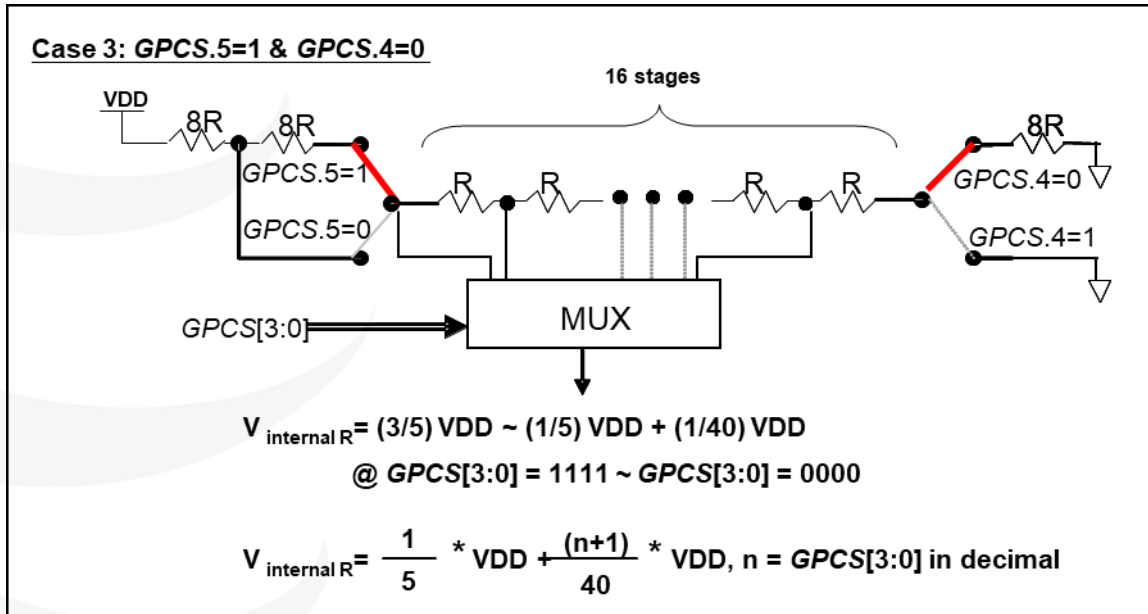 Case 3: GPCS.5=1 & GPCS.4=0
16 stages
VDD
8R
8R
8R
GPCS.5=1
GPCS.4=0
R
R
R
R
GPCS.5=0
GPCS.4=1
MUX
GPCS[3:0]
V internal R = (3/5) VDD ~ (1/5) VDD + (1/40) VDD
@ GPCS[3:0] = 1111 ~ GPCS[3:0] = 0000
V internal R = 1/5 * VDD + (n+1)/40 * VDD, n = GPCS[3:0] in decimal